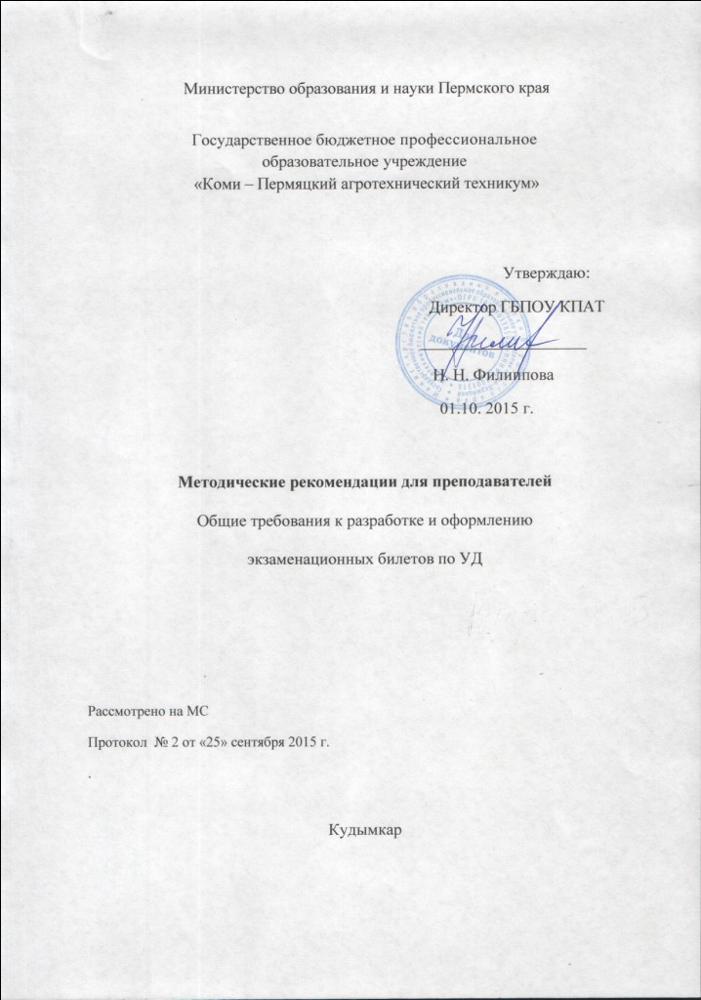 Министерство образования и науки Пермского края
Государственное бюджетное профессиональное
образовательное учреждение
«Коми – Пермяцкий агротехнический техникум»
Утверждаю:
Директор ГБПОУ КПАТ
Для
документов
Н. Н. Филиппова
01.10. 2015 г.
Методические рекомендации для преподавателей
Общие требования к разработке и оформлению
экзаменационных билетов по УД
Рассмотрено на МС
Протокол № 2 от «25» сентября 2015 г.
.
Кудымкар